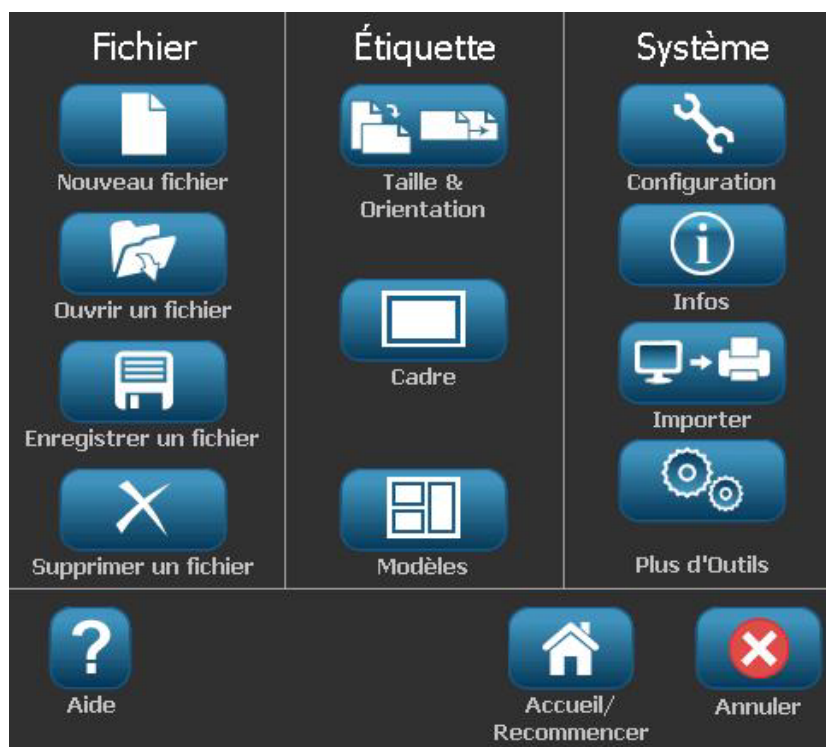 Fichier
Nouveau fichier
Ouvrir un fichier
Enregistrer un fichier
Supprimer un fichier
Étiquette
Taille &
Orientation
Cadre
Modèles
Système
Configuration
Infos
Importer
Plus d'Outils
Aide
Accueil/
Recommencer
Annuler